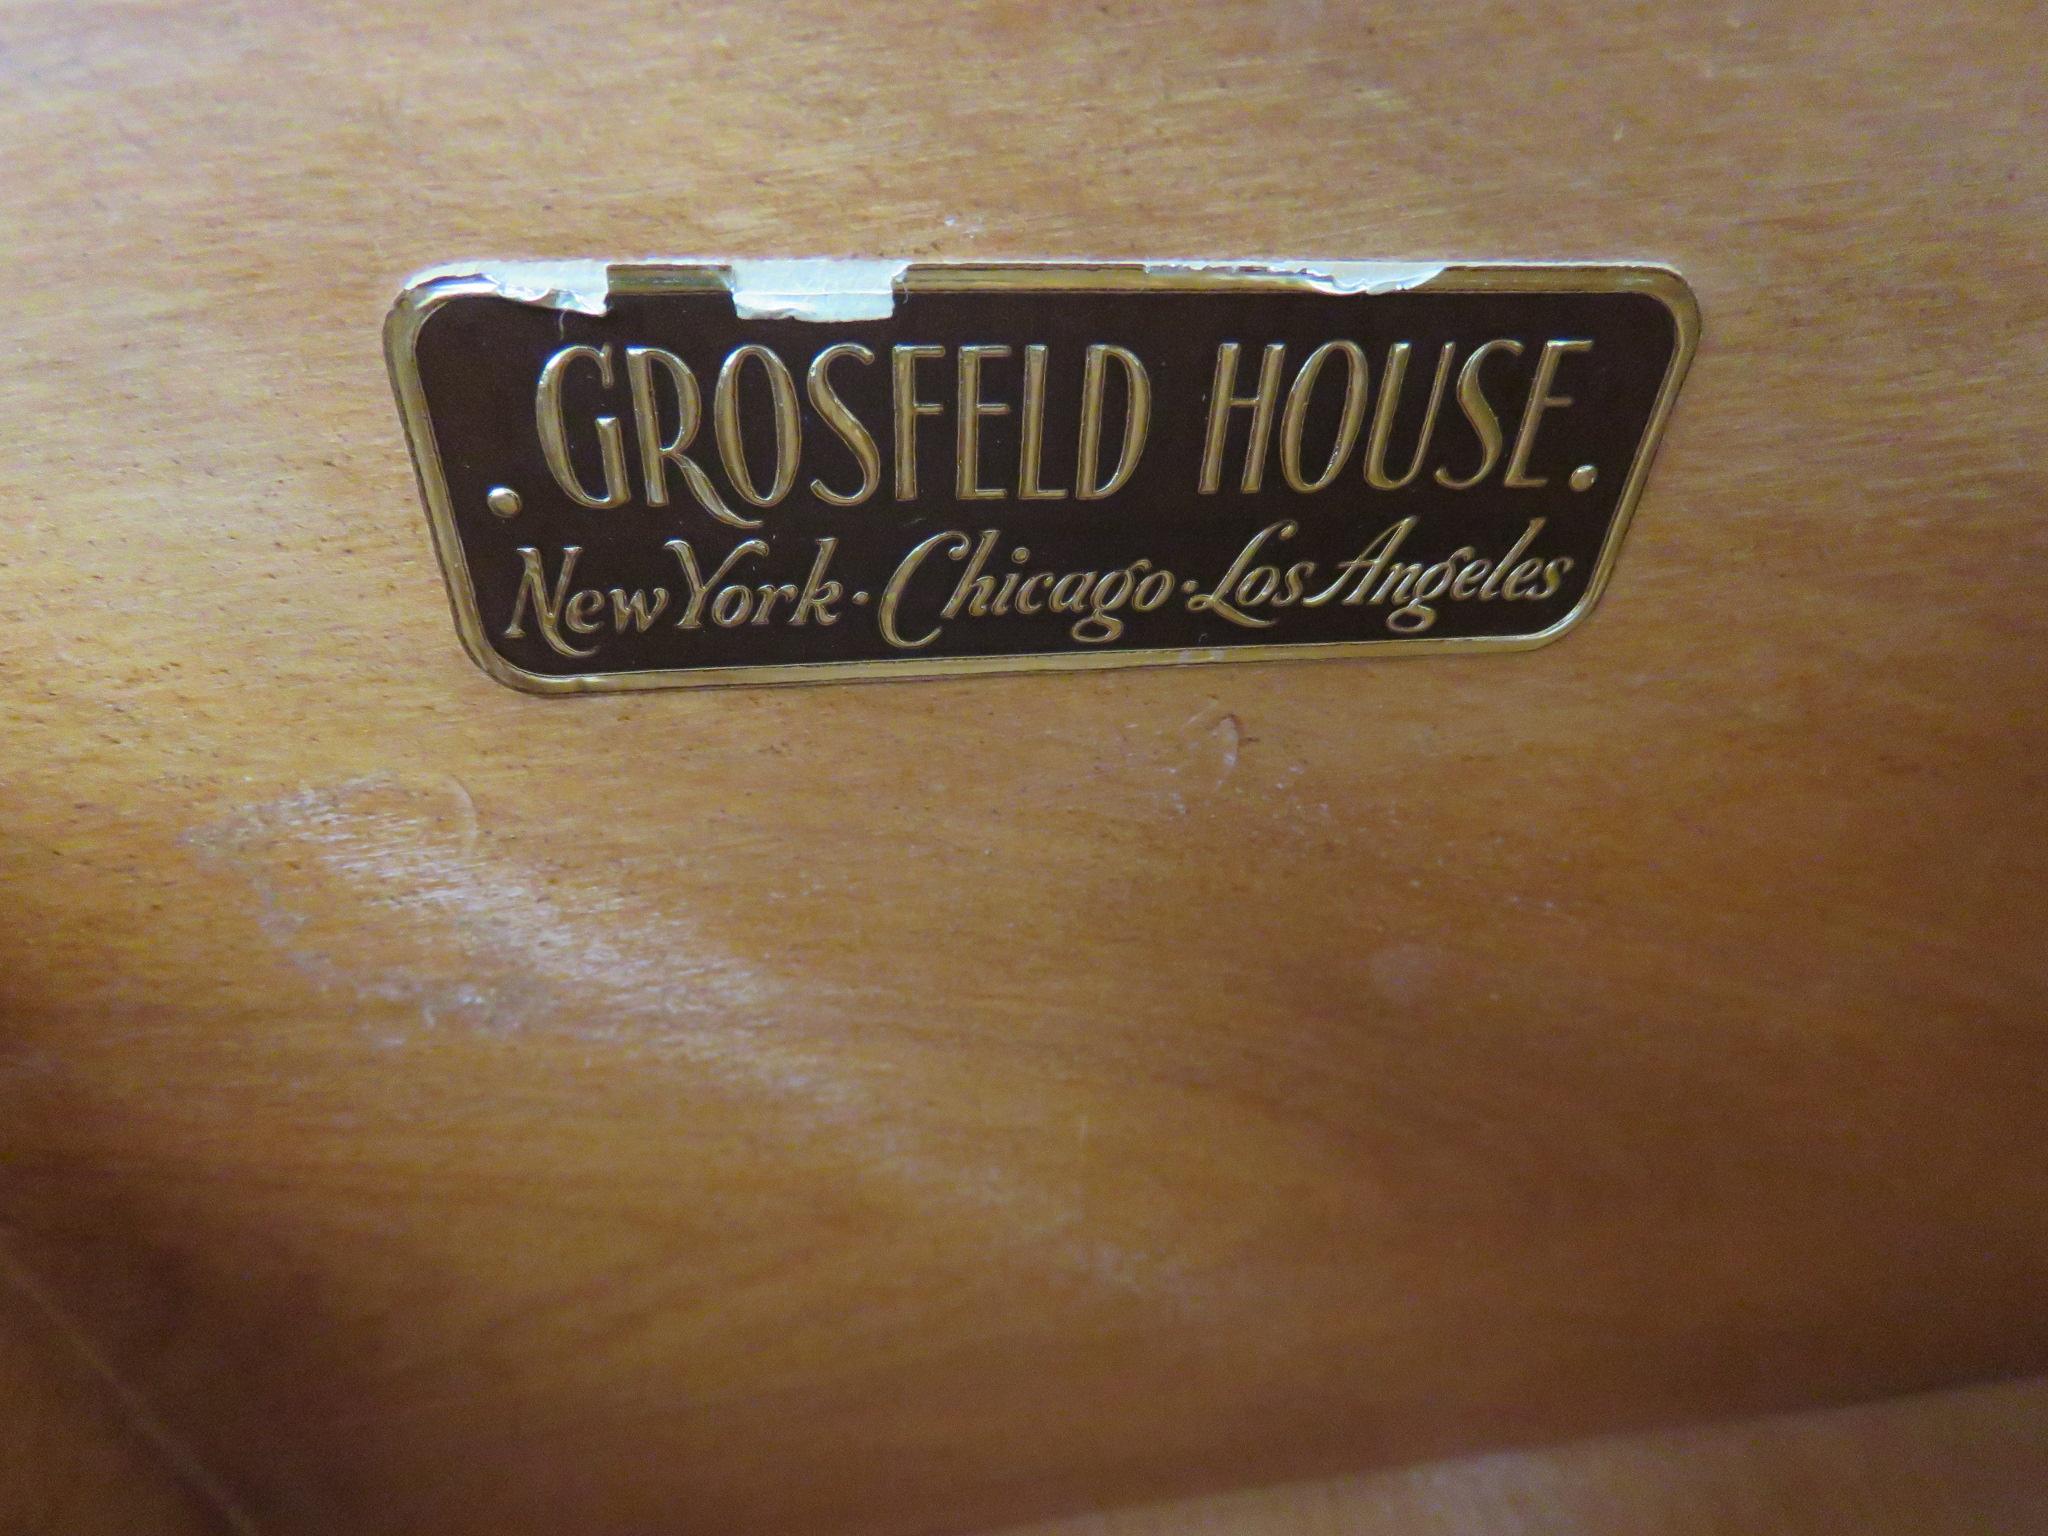 . GROSFELD HOUSE .
New York · Chicago · Los Angeles